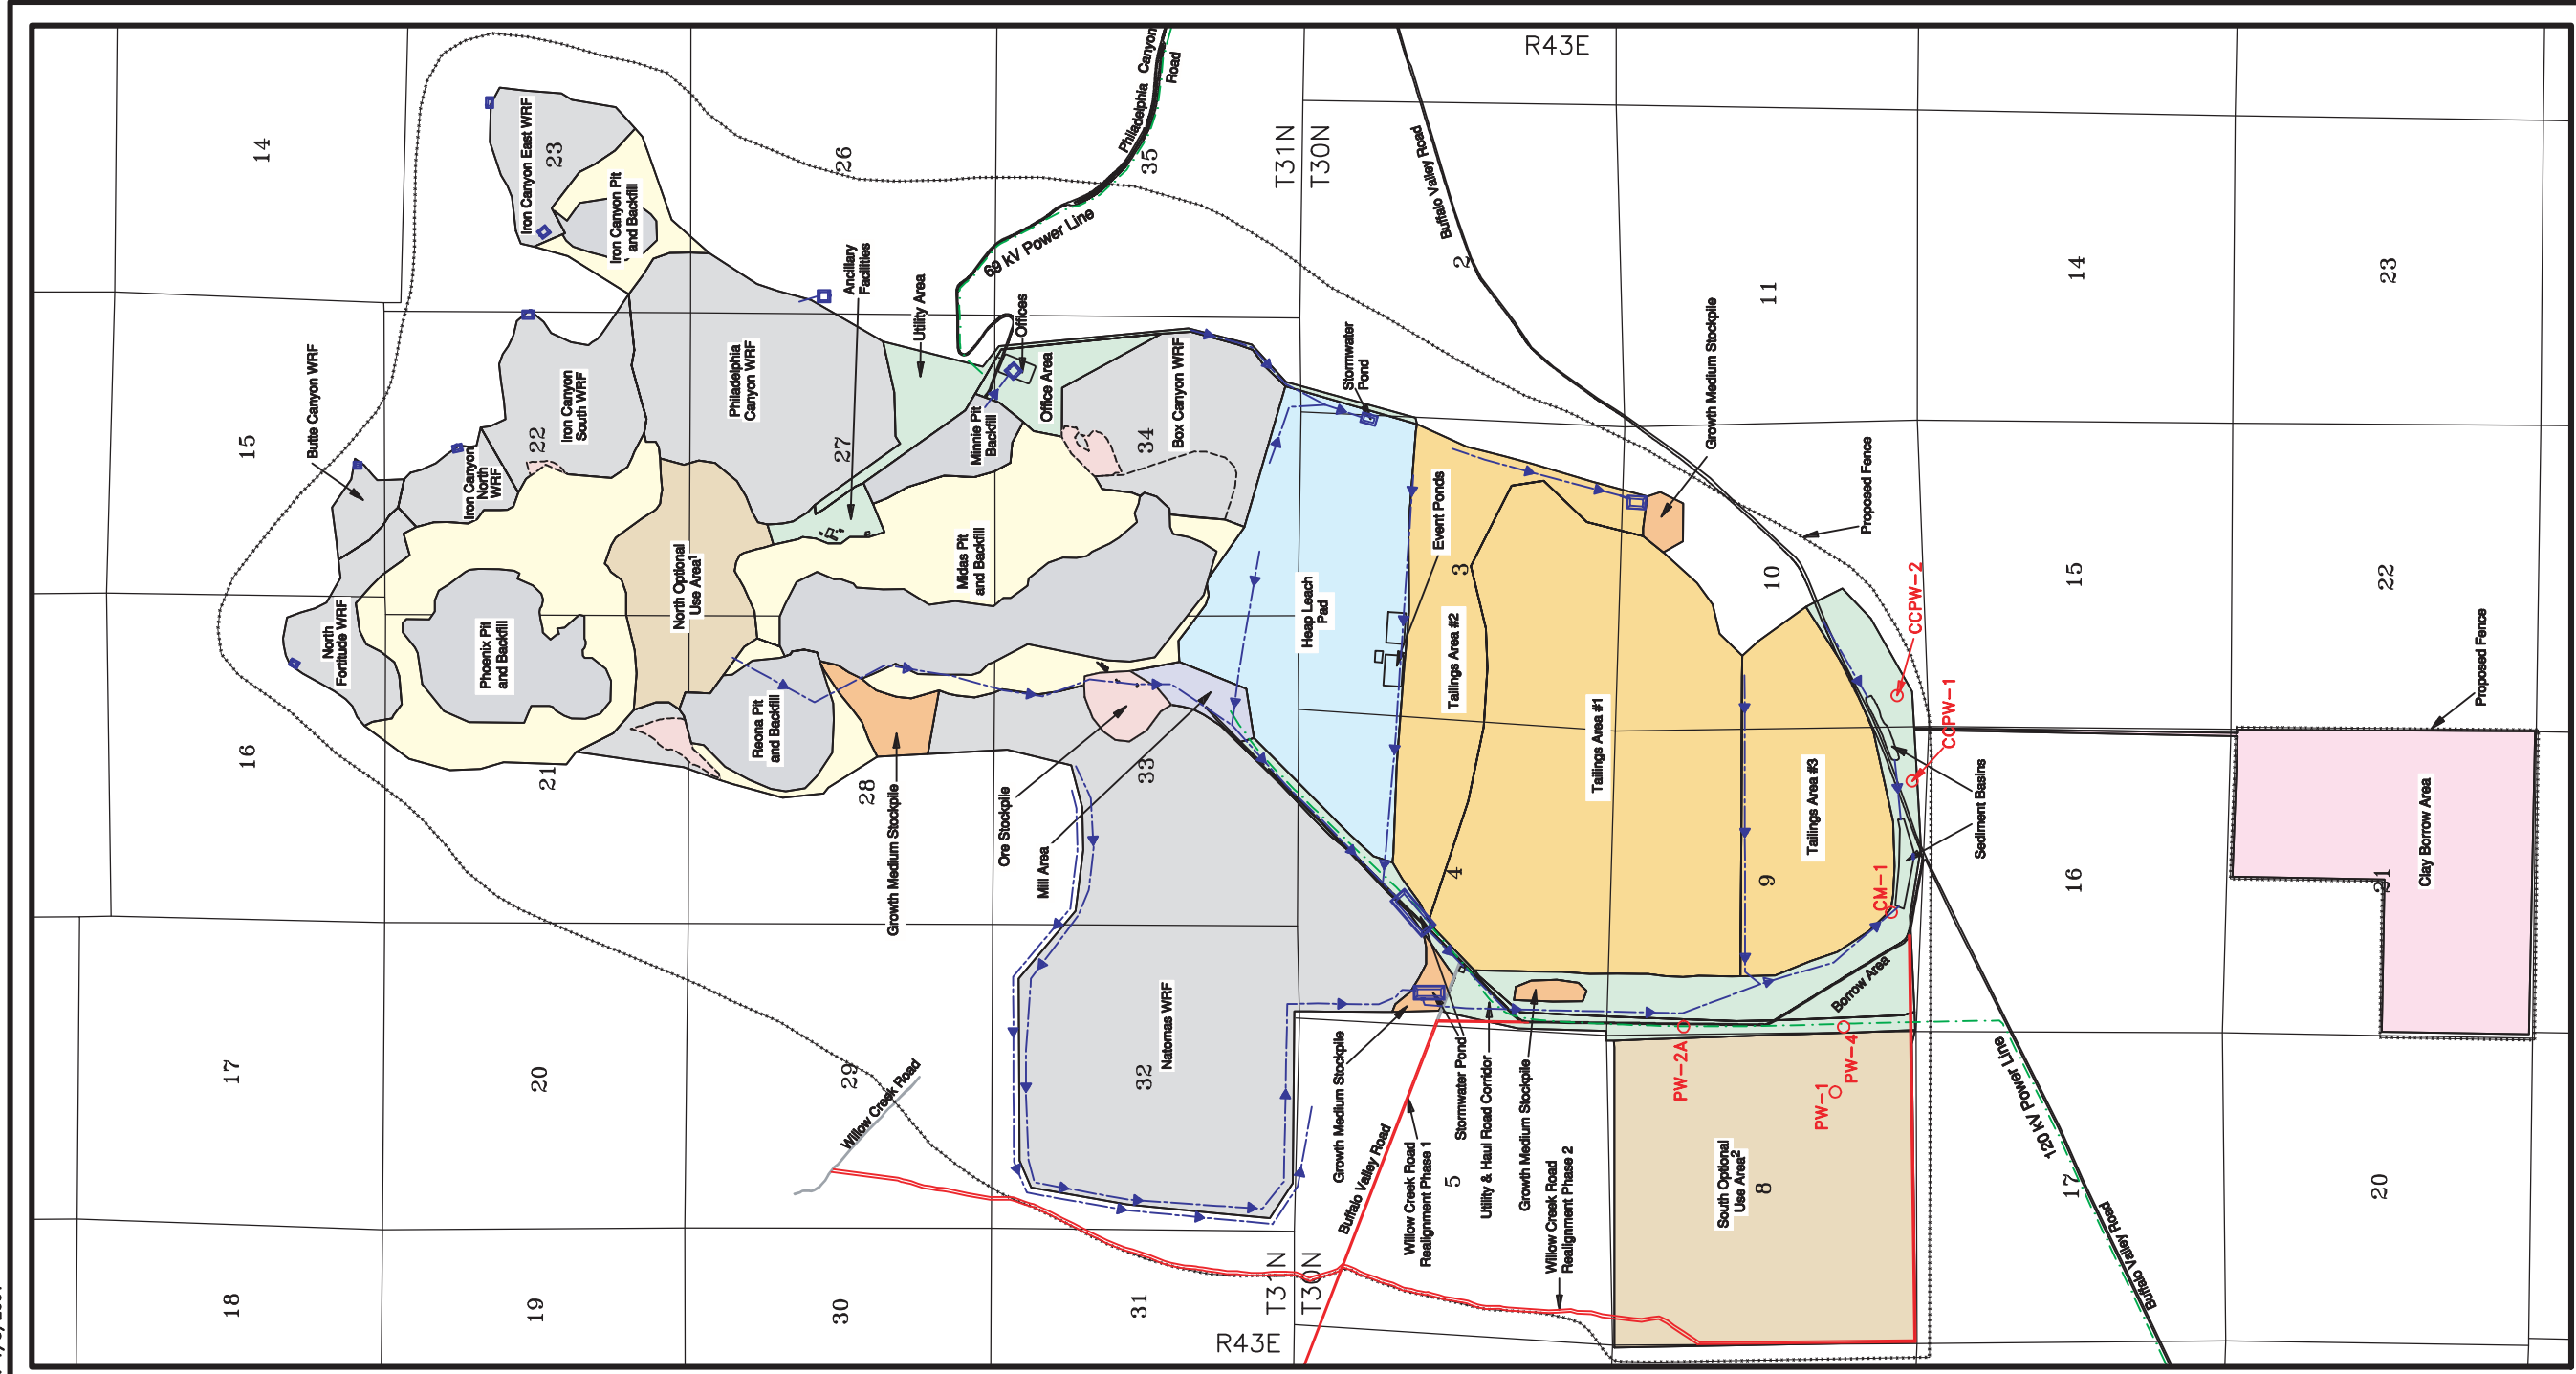 R43E
14
15
16
17
18
Iron Canyon East WRF
23
Iron Canyon Pit
and Backfill
26
Philadelphia Canyon
Road
35
69 kV Power Line
T31N
T30N
Buffalo Valley Road
2
11
14
23
Ancillary
Facilities
Utility Area
Offices
Office Area
Stormwater
Pond
Growth Medium Stockpile
Butte Canyon WRF
Iron Canyon
South WRF
22
Iron Canyon
North
WRF
Philadelphia
Canyon WRF
27
Minnie Pit
Backfill
34
Box Canyon WRF
Event Ponds
Proposed Fence
North
Fortitude WRF
Phoenix Pit
and Backfill
North Optional
Use Area1
Midas Pit
and Backfill
Heap Leach
Pad
3
Tailings Area #2
10
15
22
CCPW-2
CCPW-1
Proposed Fence
21
Reona Pit
and Backfill
28
Growth Medium Stockpile
Ore Stockpile
Mill Area
33
4
Tailings Area #1
Tailings Area #3
9
CM-1
Sediment Basins
16
21
Clay Borrow Area
20
29
Willow Creek Road
32
Natomas WRF
Growth Medium Stockpile
Stormwater Pond
Utility & Haul Road Corridor
Growth Medium Stockpile
Borrow Area
PW-2A
PW-4
PW-1
120 kV Power Line
Buffalo Valley Road
Willow Creek Road
Realignment Phase 1
5
Willow Creek Road
Realignment Phase 2
South Optional
Use Area2
8
17
Buffalo Valley Road
20
19
30
31
T31N
T30N
R43E